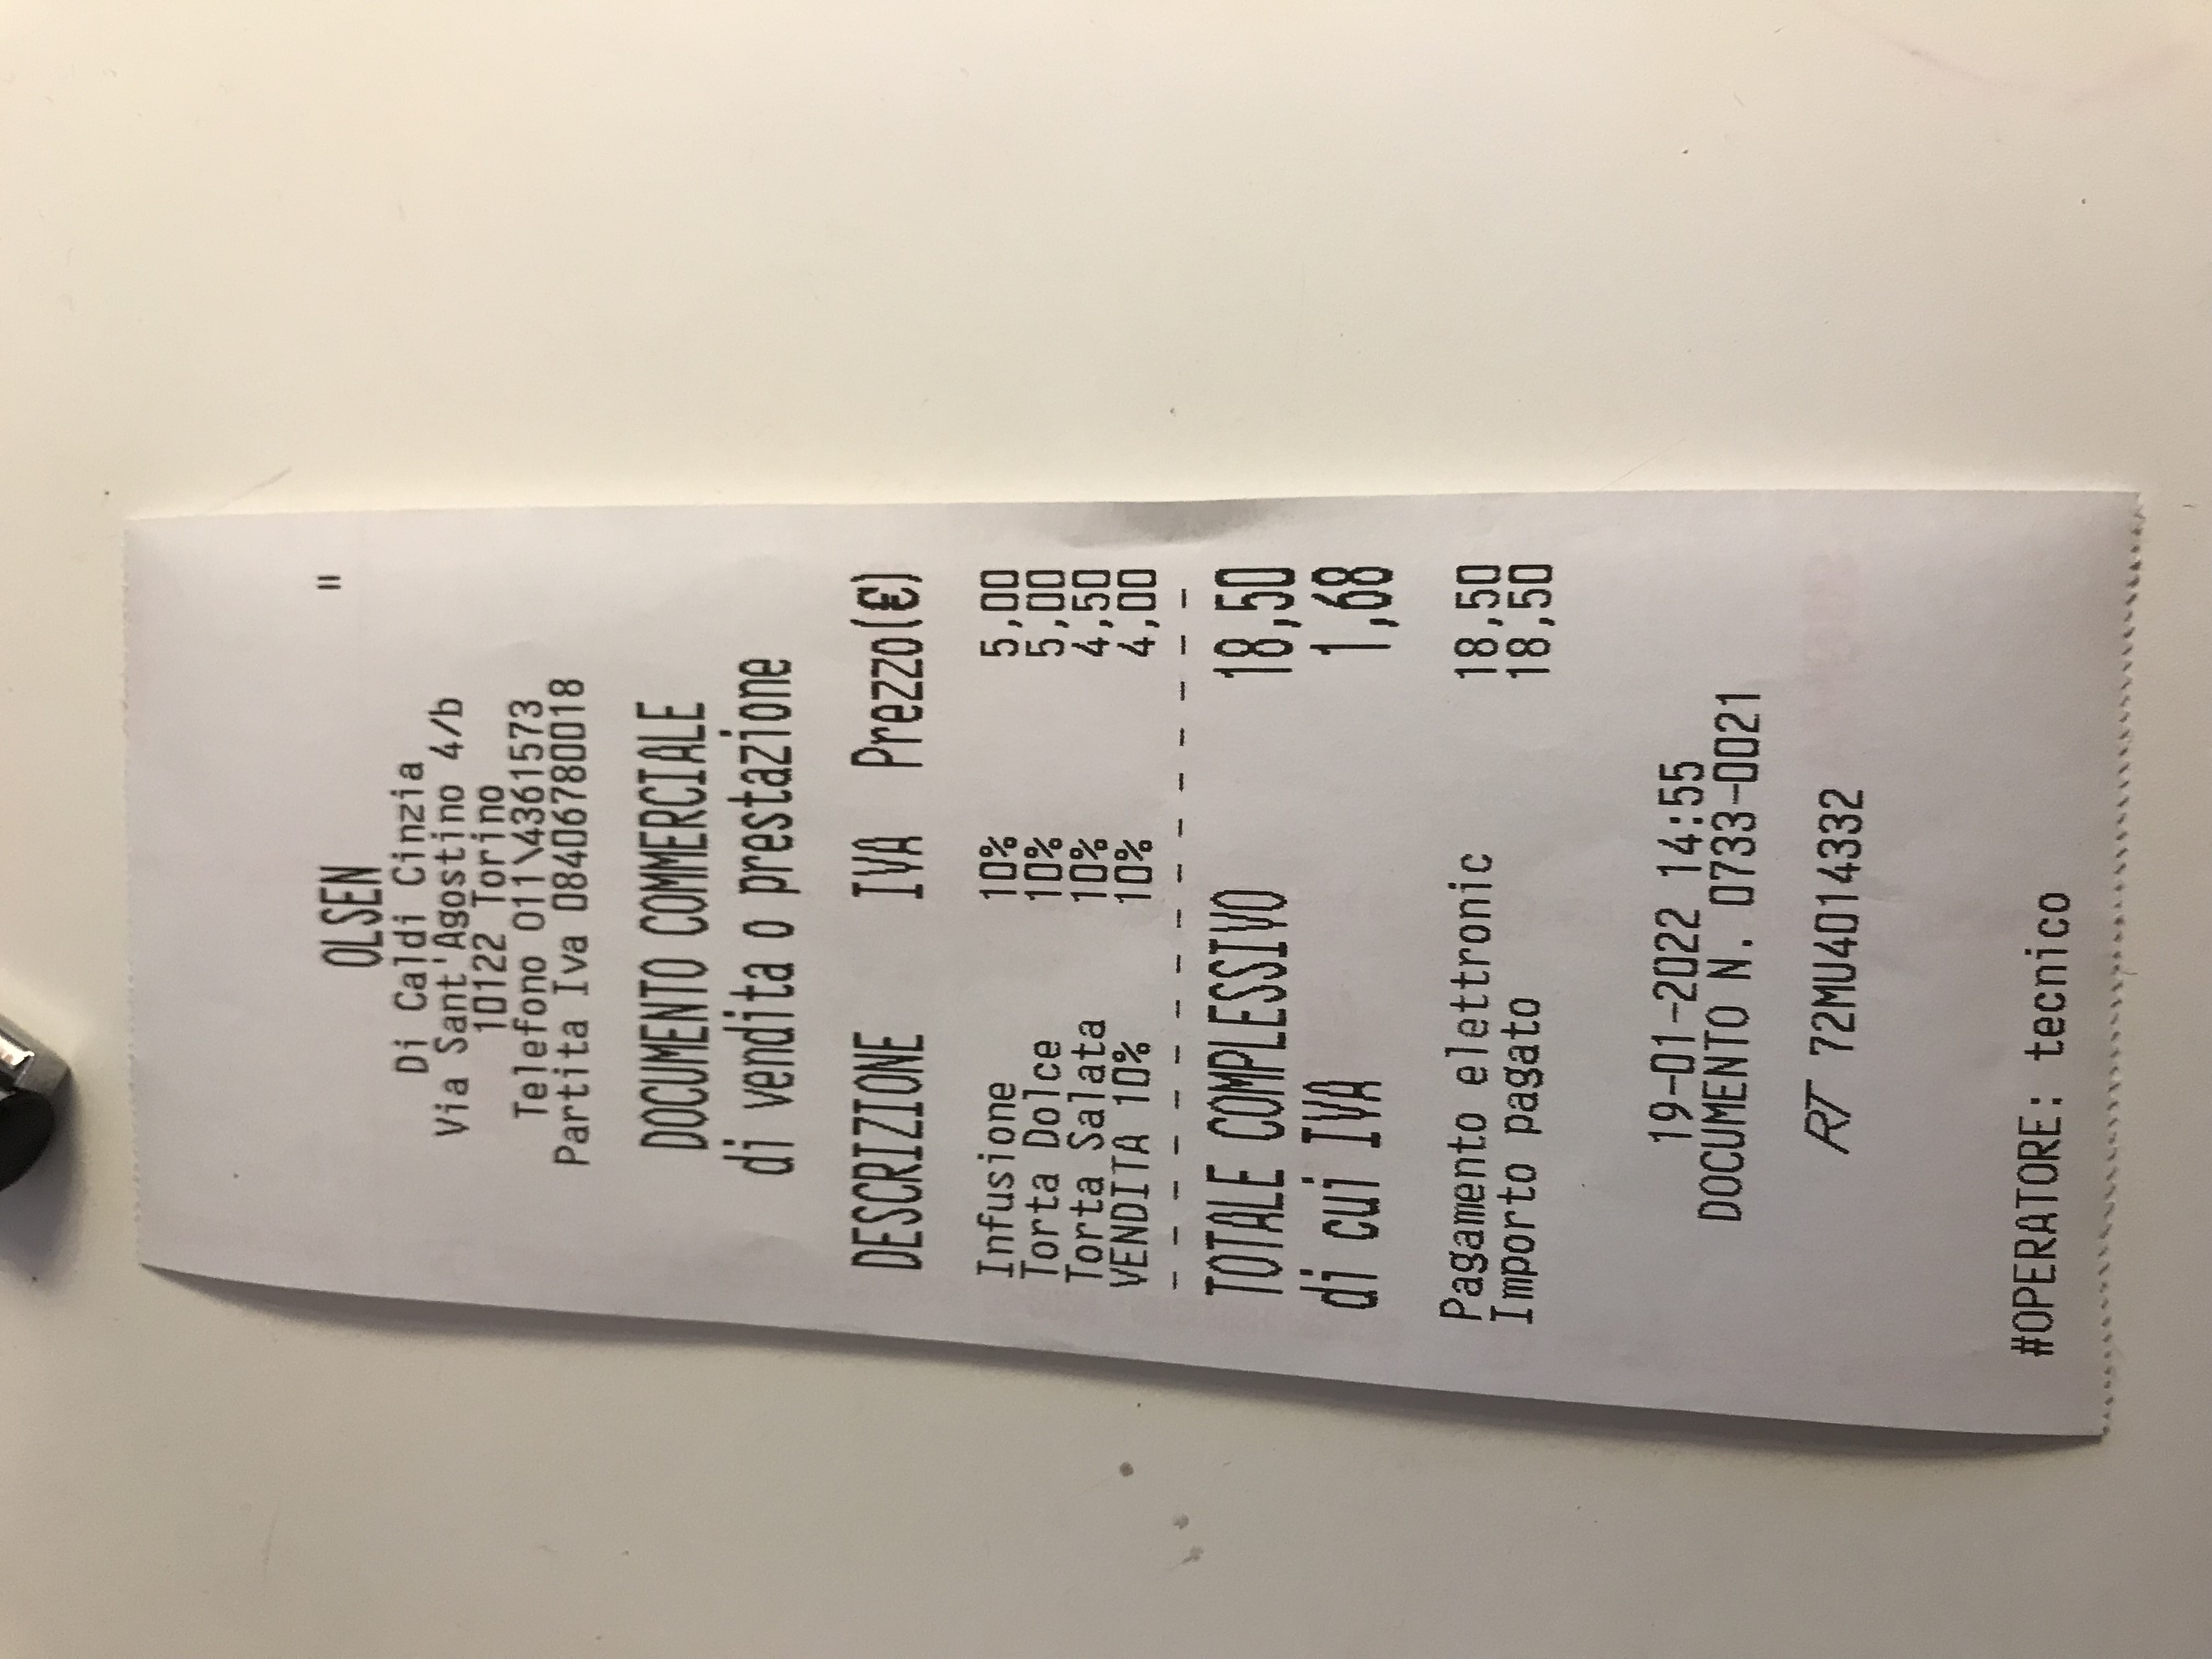 "
OLSEN
Di Caldi Cinzia
Via Sant'Agostino 4/b
10122 Torino
Telefono 011\4361573
Partita Iva 08406780018
DOCUMENTO COMMERCIALE
di vendita o prestazione
DESCRIZIONE IVA Prezzo(€)
Infusione 10% 5,00
Torta Dolce 10% 5,00
Torta Salata 10% 4,50
VENDITA 10% 10% 4,00
- - - - - - - - - - - - - - - -
TOTALE COMPLESSIVO 18,50
di cui IVA 1,68
Pagamento elettronic 18,50
Importo pagato 18,50
19-01-2022 14:55
DOCUMENTO N. 0733-0021
RT 72MU4014332
#OPERATORE: tecnico